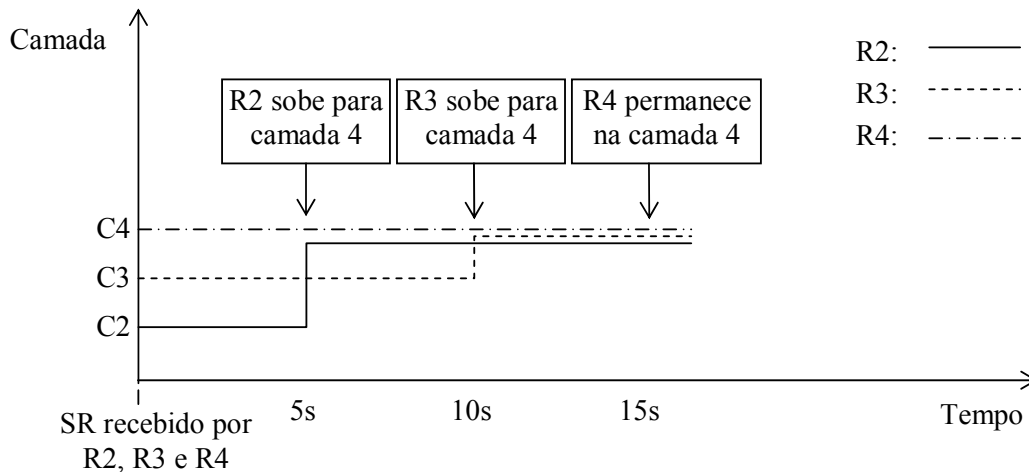 Camada
R2:
R3:
R4:
R2 sobe para
camada 4
R3 sobe para
camada 4
R4 permanece
na camada 4
C4
C3
C2
5s
10s
15s
Tempo
SR recebido por
R2, R3 e R4